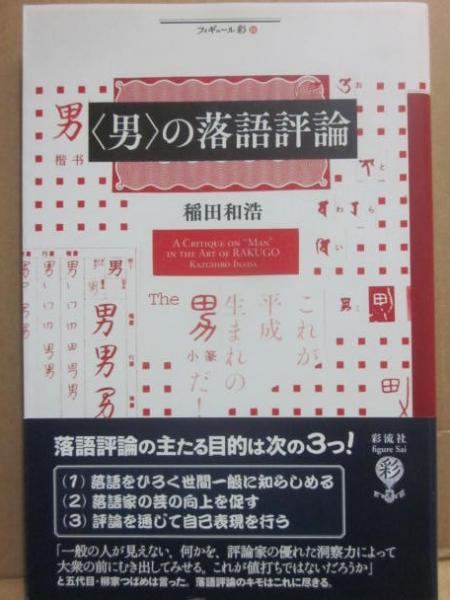 フィギュール彩
〈男〉の落語評論
稲田和浩
A CRITIQUE ON "MAN"
IN THE ART OF RAKUGO
KAZUHIRO INADA
男
楷书
The
男
小篆
これが
平成
生まれの
だ!
落語評論の主たる目的は次の3つ!
(1) 落語をひろく世間一般に知らしめる
(2) 落語家の芸の向上を促す
(3) 評論を通じて自己表現を行う
「一般の人が見えない、何かを、評論家の優れた洞察力によって
大衆の前にむき出してみせる。これが値打ちではないだろうか」
と五代目・柳家つばめは言った。落語評論のキモはこれに尽きる。
彩流社
figure Sai
彩